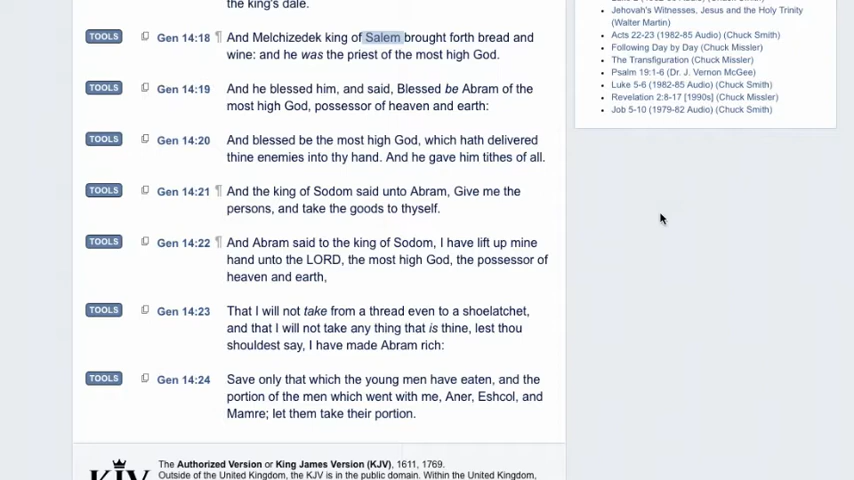 the king's dale.
TOOLS Gen 14:18 ¶ And Melchizedek king of Salem brought forth bread and
wine: and he was the priest of the most high God.
TOOLS Gen 14:19 And he blessed him, and said, Blessed be Abram of the
most high God, possessor of heaven and earth:
TOOLS Gen 14:20 And blessed be the most high God, which hath delivered
thine enemies into thy hand. And he gave him tithes of all.
TOOLS Gen 14:21 ¶ And the king of Sodom said unto Abram, Give me the
persons, and take the goods to thyself.
TOOLS Gen 14:22 ¶ And Abram said to the king of Sodom, I have lift up mine
hand unto the LORD, the most high God, the possessor of
heaven and earth,
TOOLS Gen 14:23 That I will not take from a thread even to a shoelatchet,
and that I will not take any thing that is thine, lest thou
shouldest say, I have made Abram rich:
TOOLS Gen 14:24 Save only that which the young men have eaten, and the
portion of the men which went with me, Aner, Eshcol, and
Mamre; let them take their portion.
KJV
The Authorized Version or King James Version (KJV), 1611, 1769.
Outside of the United Kingdom, the KJV is in the public domain. Within the United Kingdom,
Jehovah's Witnesses, Jesus and the Holy Trinity
(Walter Martin)
Acts 22-23 (1982-85 Audio) (Chuck Smith)
Following Day by Day (Chuck Missler)
The Transfiguration (Chuck Missler)
Psalm 19:1-6 (Dr. J. Vernon McGee)
Luke 5-6 (1982-85 Audio) (Chuck Smith)
Revelation 2:8-17 [1990s] (Chuck Missler)
Job 5-10 (1979-82 Audio) (Chuck Smith)